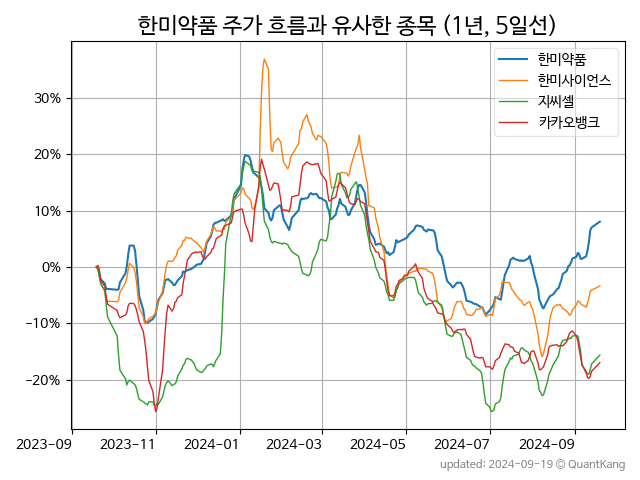 한미약품 주가 흐름과 유사한 종목 (1년, 5일선)
한미약품
한미사이언스
지씨셀
카카오뱅크
30%
20%
10%
0%
−10%
−20%
2023-09 2023-11 2024-01 2024-03 2024-05 2024-07 2024-09
updated: 2024-09-19 © QuantKang